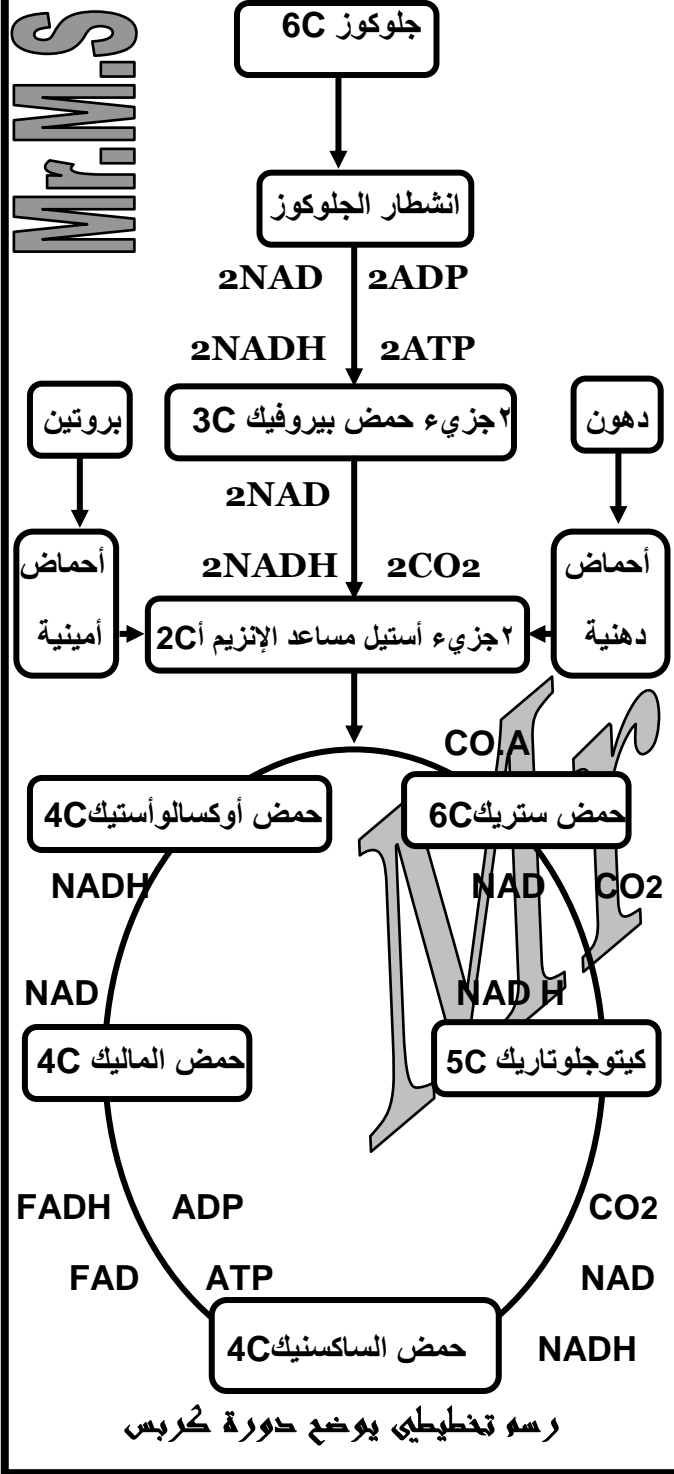 Mr.M.S
جلوكوز 6C
انشطار الجلوكوز
2NAD 2ADP
2NADH 2ATP
بروتين
٢جزيء حمض بيروفيك 3C
دهون
2NAD
2NADH 2CO2
أحماض
أمينية
٢جزيء أستيل مساعد الإنزيم أ2C
أحماض
دهنية
CO.A
حمض أوكسالوأستيك4C
حمض ستريك6C
NADH
NAD CO2
NAD
NAD H
حمض الماليك 4C
كيتوجلوتاريك 5C
FADH ADP
CO2
FAD ATP
NAD
حمض الساكسنيك4C
NADH
Mr
رسم تخطيطي يوضح دورة كربس